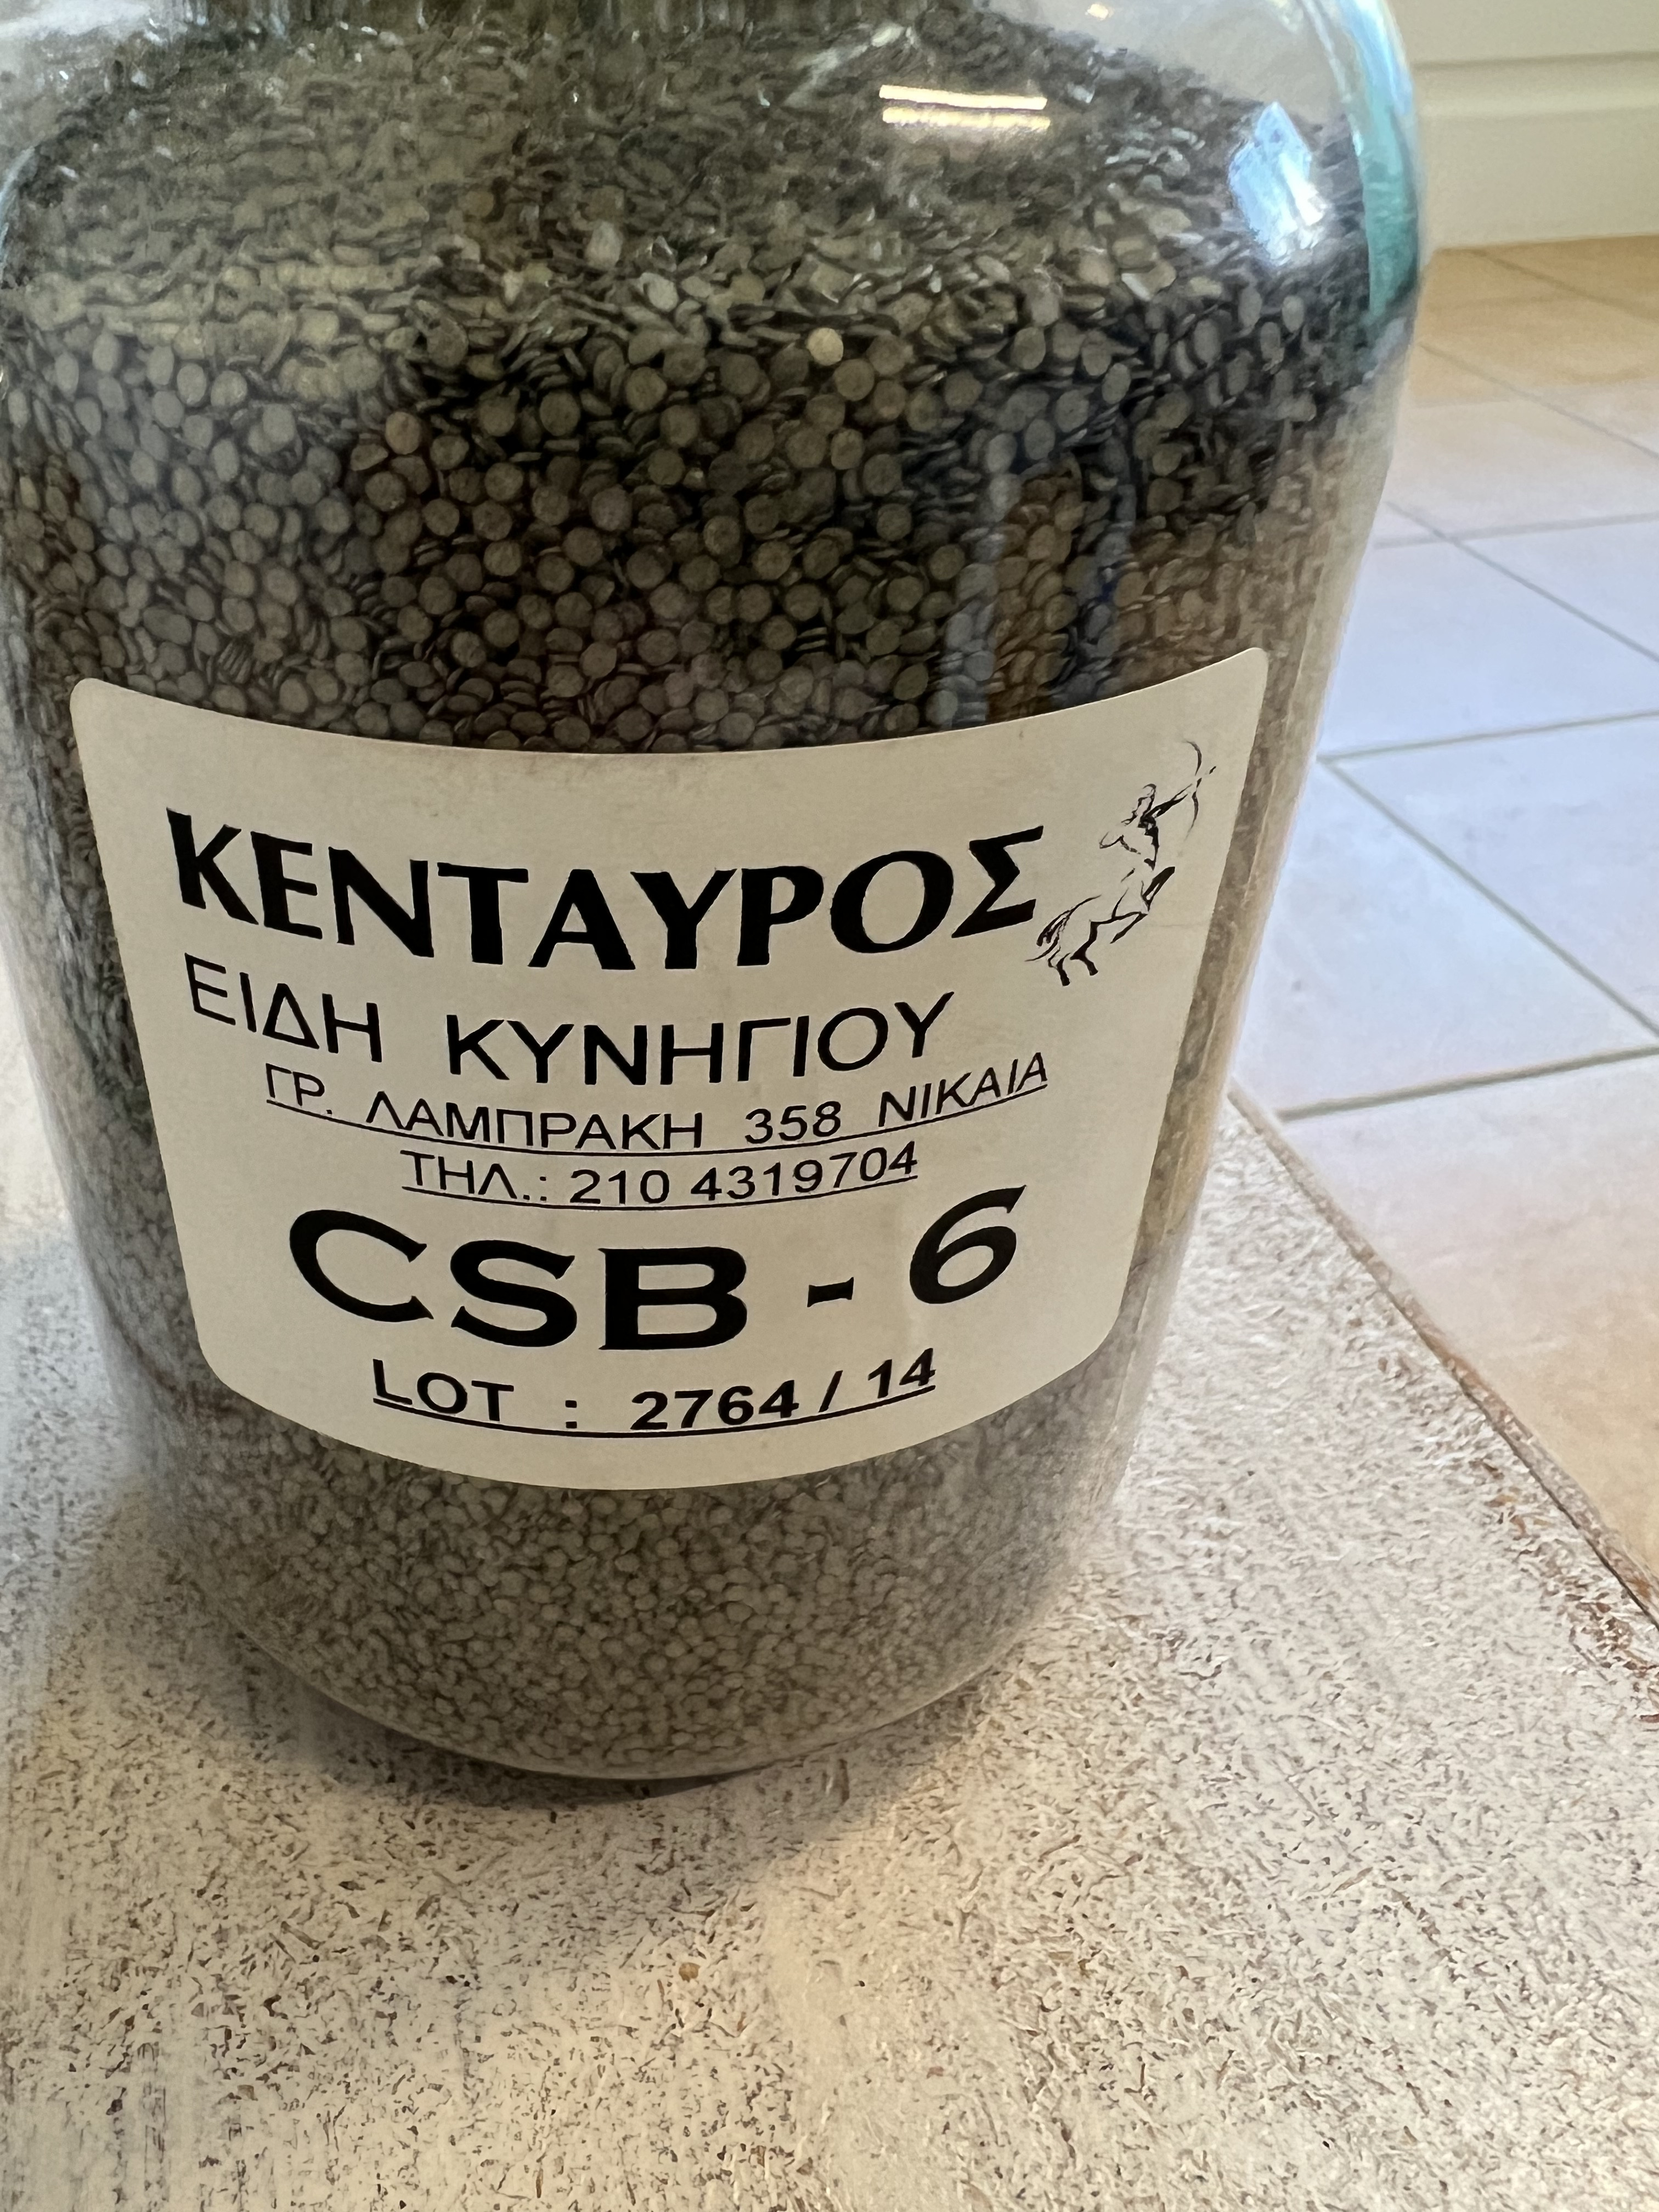 ΚΕΝΤΑΥΡΟΣ
ΕΙΔΗ ΚΥΝΗΓΙΟΥ
ΓΡ. ΛΑΜΠΡΑΚΗ 358 ΝΙΚΑΙΑ
ΤΗΛ.: 210 4319704
CSB - 6
LOT : 2764 / 14